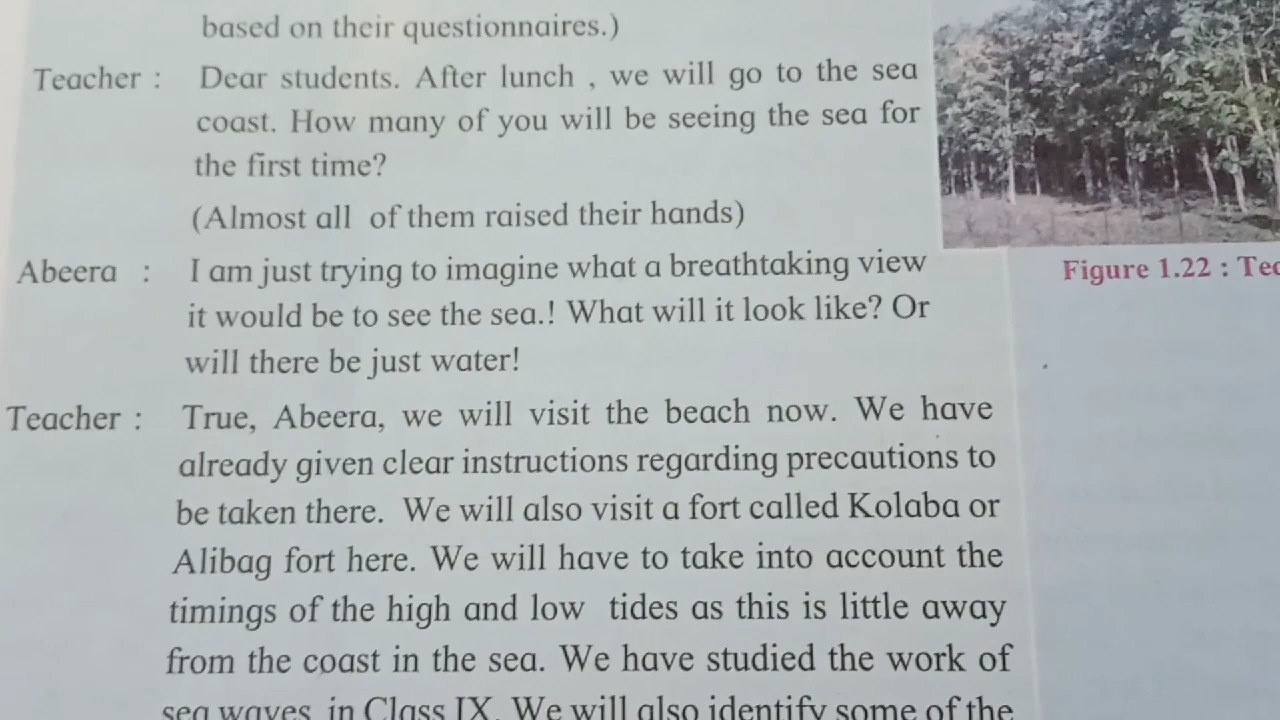 based on their questionnaires.)
Teacher : Dear students. After lunch , we will go to the sea
coast. How many of you will be seeing the sea for
the first time?
(Almost all of them raised their hands)
Abeera : I am just trying to imagine what a breathtaking view
it would be to see the sea.! What will it look like? Or
will there be just water!
Teacher : True, Abeera, we will visit the beach now. We have
already given clear instructions regarding precautions to
be taken there. We will also visit a fort called Kolaba or
Alibag fort here. We will have to take into account the
timings of the high and low tides as this is little away
from the coast in the sea. We have studied the work of
sea waves in Class IX. We will also identify some of the
Figure 1.22 :